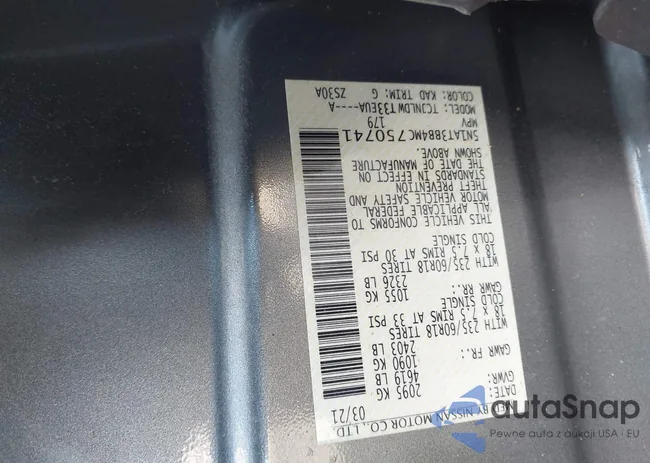 MFD BY NISSAN MOTOR CO., LTD.
DATE: 03/21
GVWR: 2095 KG
4619 LB
GAWR FR.: 1090 KG
2403 LB
WITH 235/60R18 TIRES
18 x 7.5 RIMS AT 33 PSI
COLD SINGLE
GAWR RR.: 1055 KG
2326 LB
WITH 235/60R18 TIRES
18 x 7.5 RIMS AT 30 PSI
COLD SINGLE
THIS VEHICLE CONFORMS TO
ALL APPLICABLE FEDERAL
MOTOR VEHICLE SAFETY AND
THEFT PREVENTION
STANDARDS IN EFFECT ON
THE DATE OF MANUFACTURE
SHOWN ABOVE.
5N1AT3BB4MC750741
MPV 179
MODEL: TCJNLDWT33EUA----A
COLOR: KAD TRIM: G ZS30A
autoSnap
Pewne auta z aukcji USA · EU